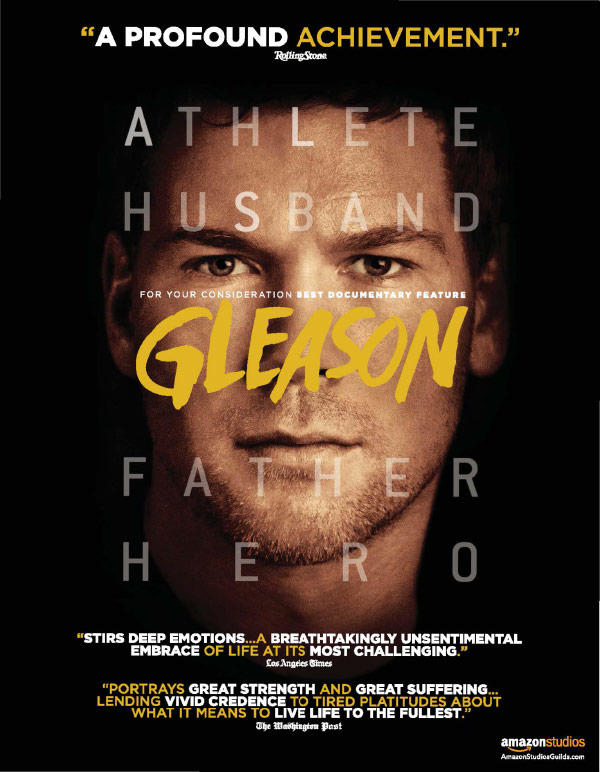 “A PROFOUND ACHIEVEMENT.”
RollingStone
ATHLETE
HUSBAND
FOR YOUR CONSIDERATION BEST DOCUMENTARY FEATURE
GLEASON
FATHER
HERO
“STIRS DEEP EMOTIONS...A BREATHTAKINGLY UNSENTIMENTAL
EMBRACE OF LIFE AT ITS MOST CHALLENGING.”
Los Angeles Times
“PORTRAYS GREAT STRENGTH AND GREAT SUFFERING...
LENDING VIVID CREDENCE TO TIRED PLATITUDES ABOUT
WHAT IT MEANS TO LIVE LIFE TO THE FULLEST.”
The Washington Post
amazonstudios
AmazonStudiosGuilds.com